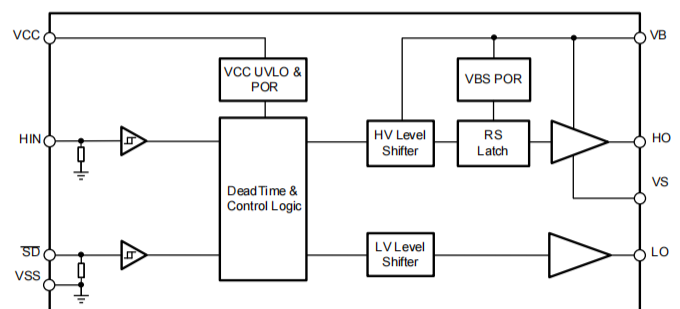 VCC
VB
VCC UVLO &
POR
VBS POR
HIN
HV Level
Shifter
RS
Latch
HO
VS
DeadTime &
Control Logic
SD
LV Level
Shifter
LO
VSS